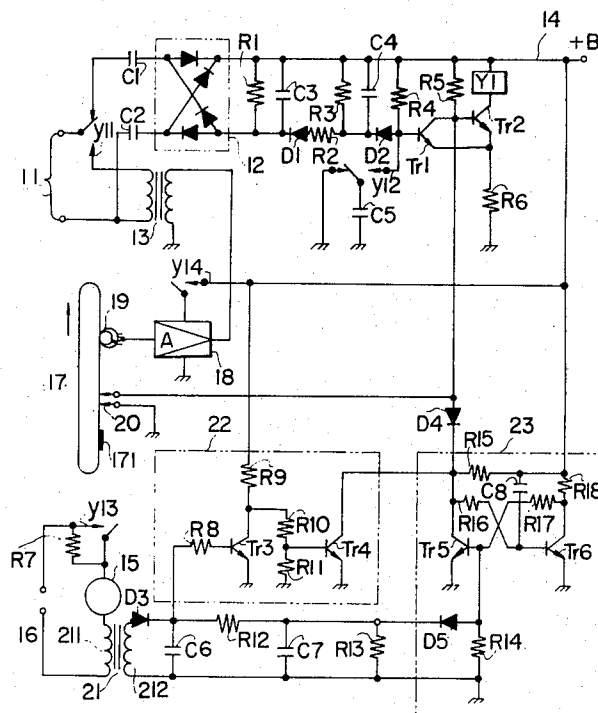 14
+B
C1
R1
C3
C4
R3
R4
R5
Y1
Tr2
C2
y11
11
12
D1
R2
D2
Tr1
y12
C5
R6
13
y14
19
A
18
17
20
171
22
D4
23
R15
C8
R18
R9
R16
R17
R10
R8
Tr3
R11
Tr4
Tr5
Tr6
y13
R7
15
D3
16
211
21
212
C6
R12
C7
R13
D5
R14